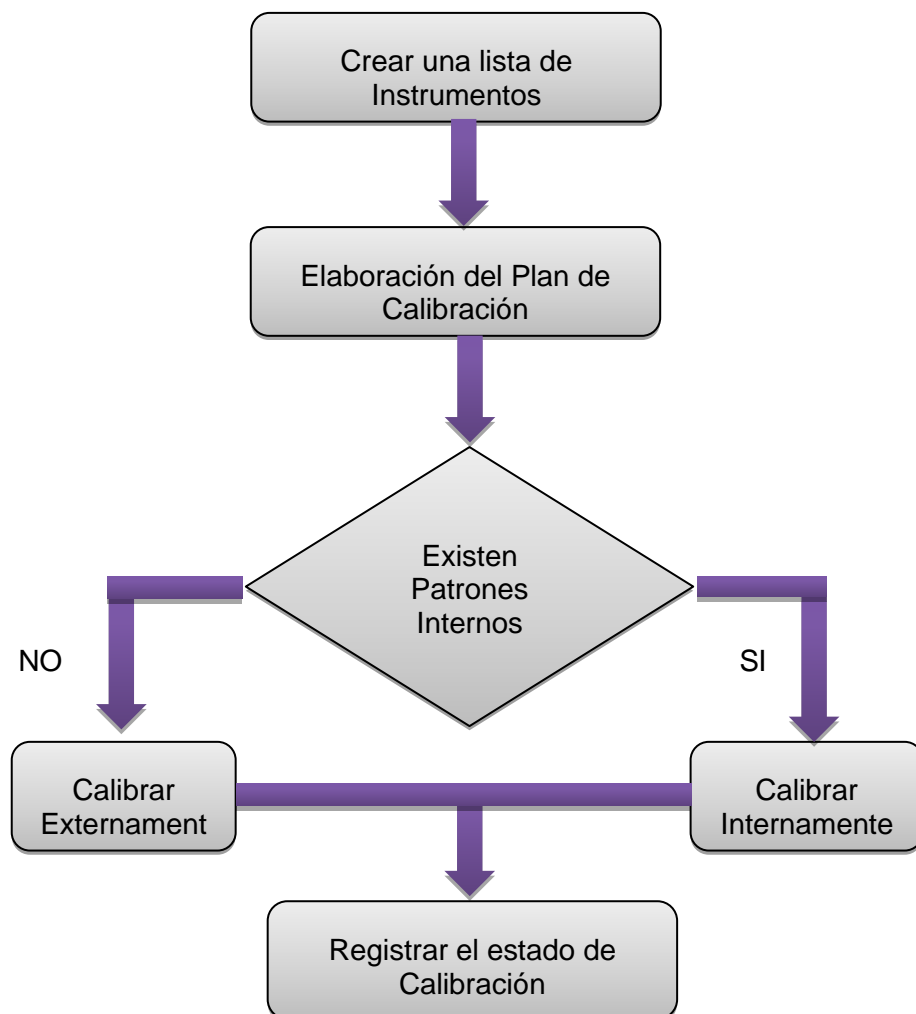 Crear una lista de
Instrumentos
Elaboración del Plan de
Calibración
Existen
Patrones
Internos
NO
SI
Calibrar
Externament
Calibrar
Internamente
Registrar el estado de
Calibración